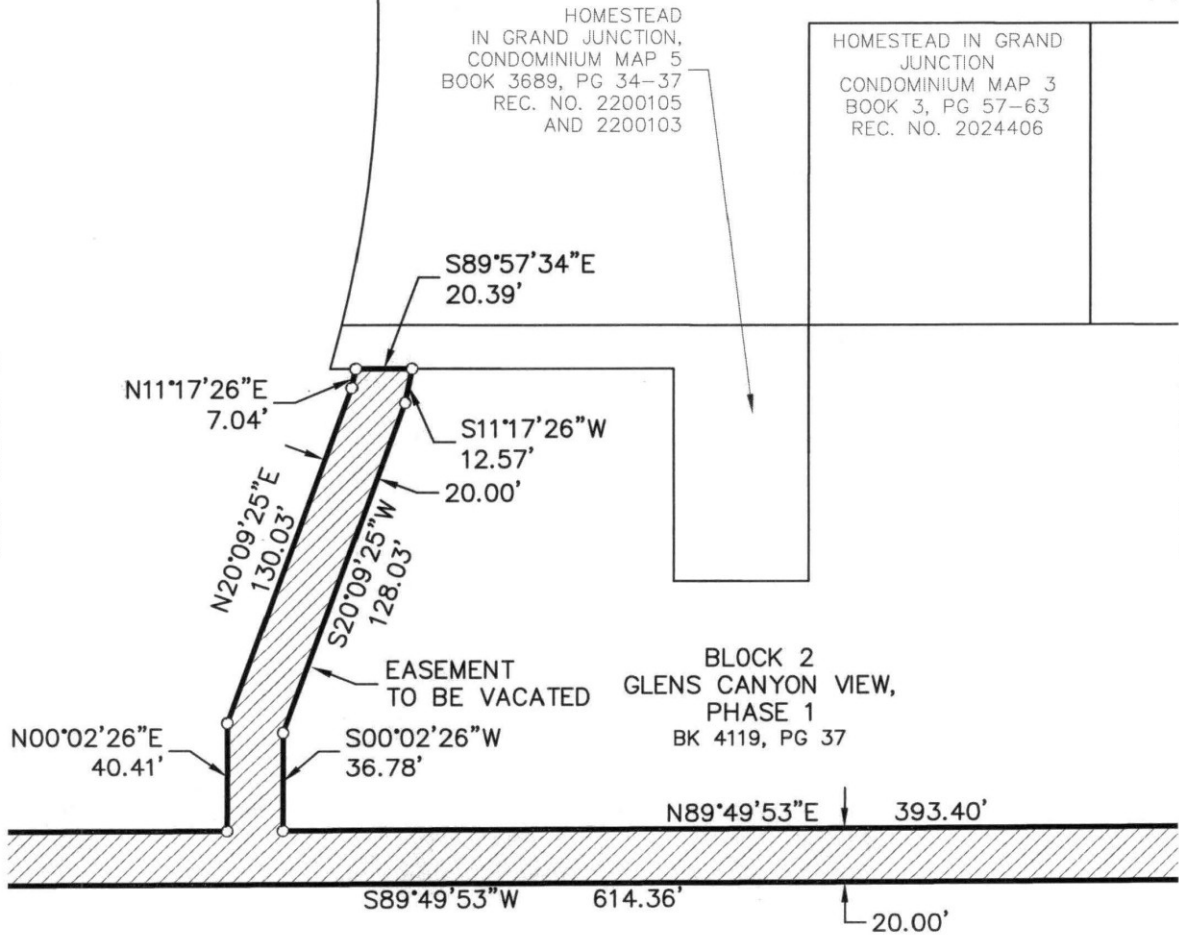 HOMESTEAD
IN GRAND JUNCTION,
CONDOMINIUM MAP 5
BOOK 3689, PG 34-37
REC. NO. 2200105
AND 2200103
HOMESTEAD IN GRAND
JUNCTION
CONDOMINIUM MAP 3
BOOK 3, PG 57-63
REC. NO. 2024406
S89°57'34"E
20.39'
N11°17'26"E
7.04'
S11°17'26"W
12.57'
20.00'
N20°09'25"E
130.03'
S20°09'25"W
128.03'
EASEMENT
TO BE VACATED
BLOCK 2
GLENS CANYON VIEW,
PHASE 1
BK 4119, PG 37
N00°02'26"E
40.41'
S00°02'26"W
36.78'
N89°49'53"E 393.40'
S89°49'53"W 614.36'
20.00'